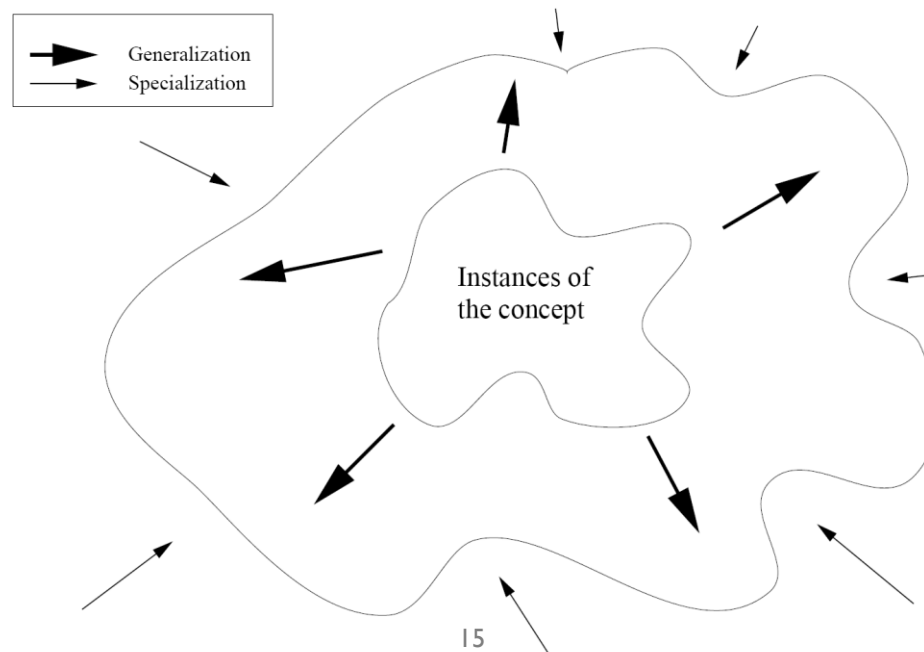 Generalization
Specialization
Instances of
the concept
15